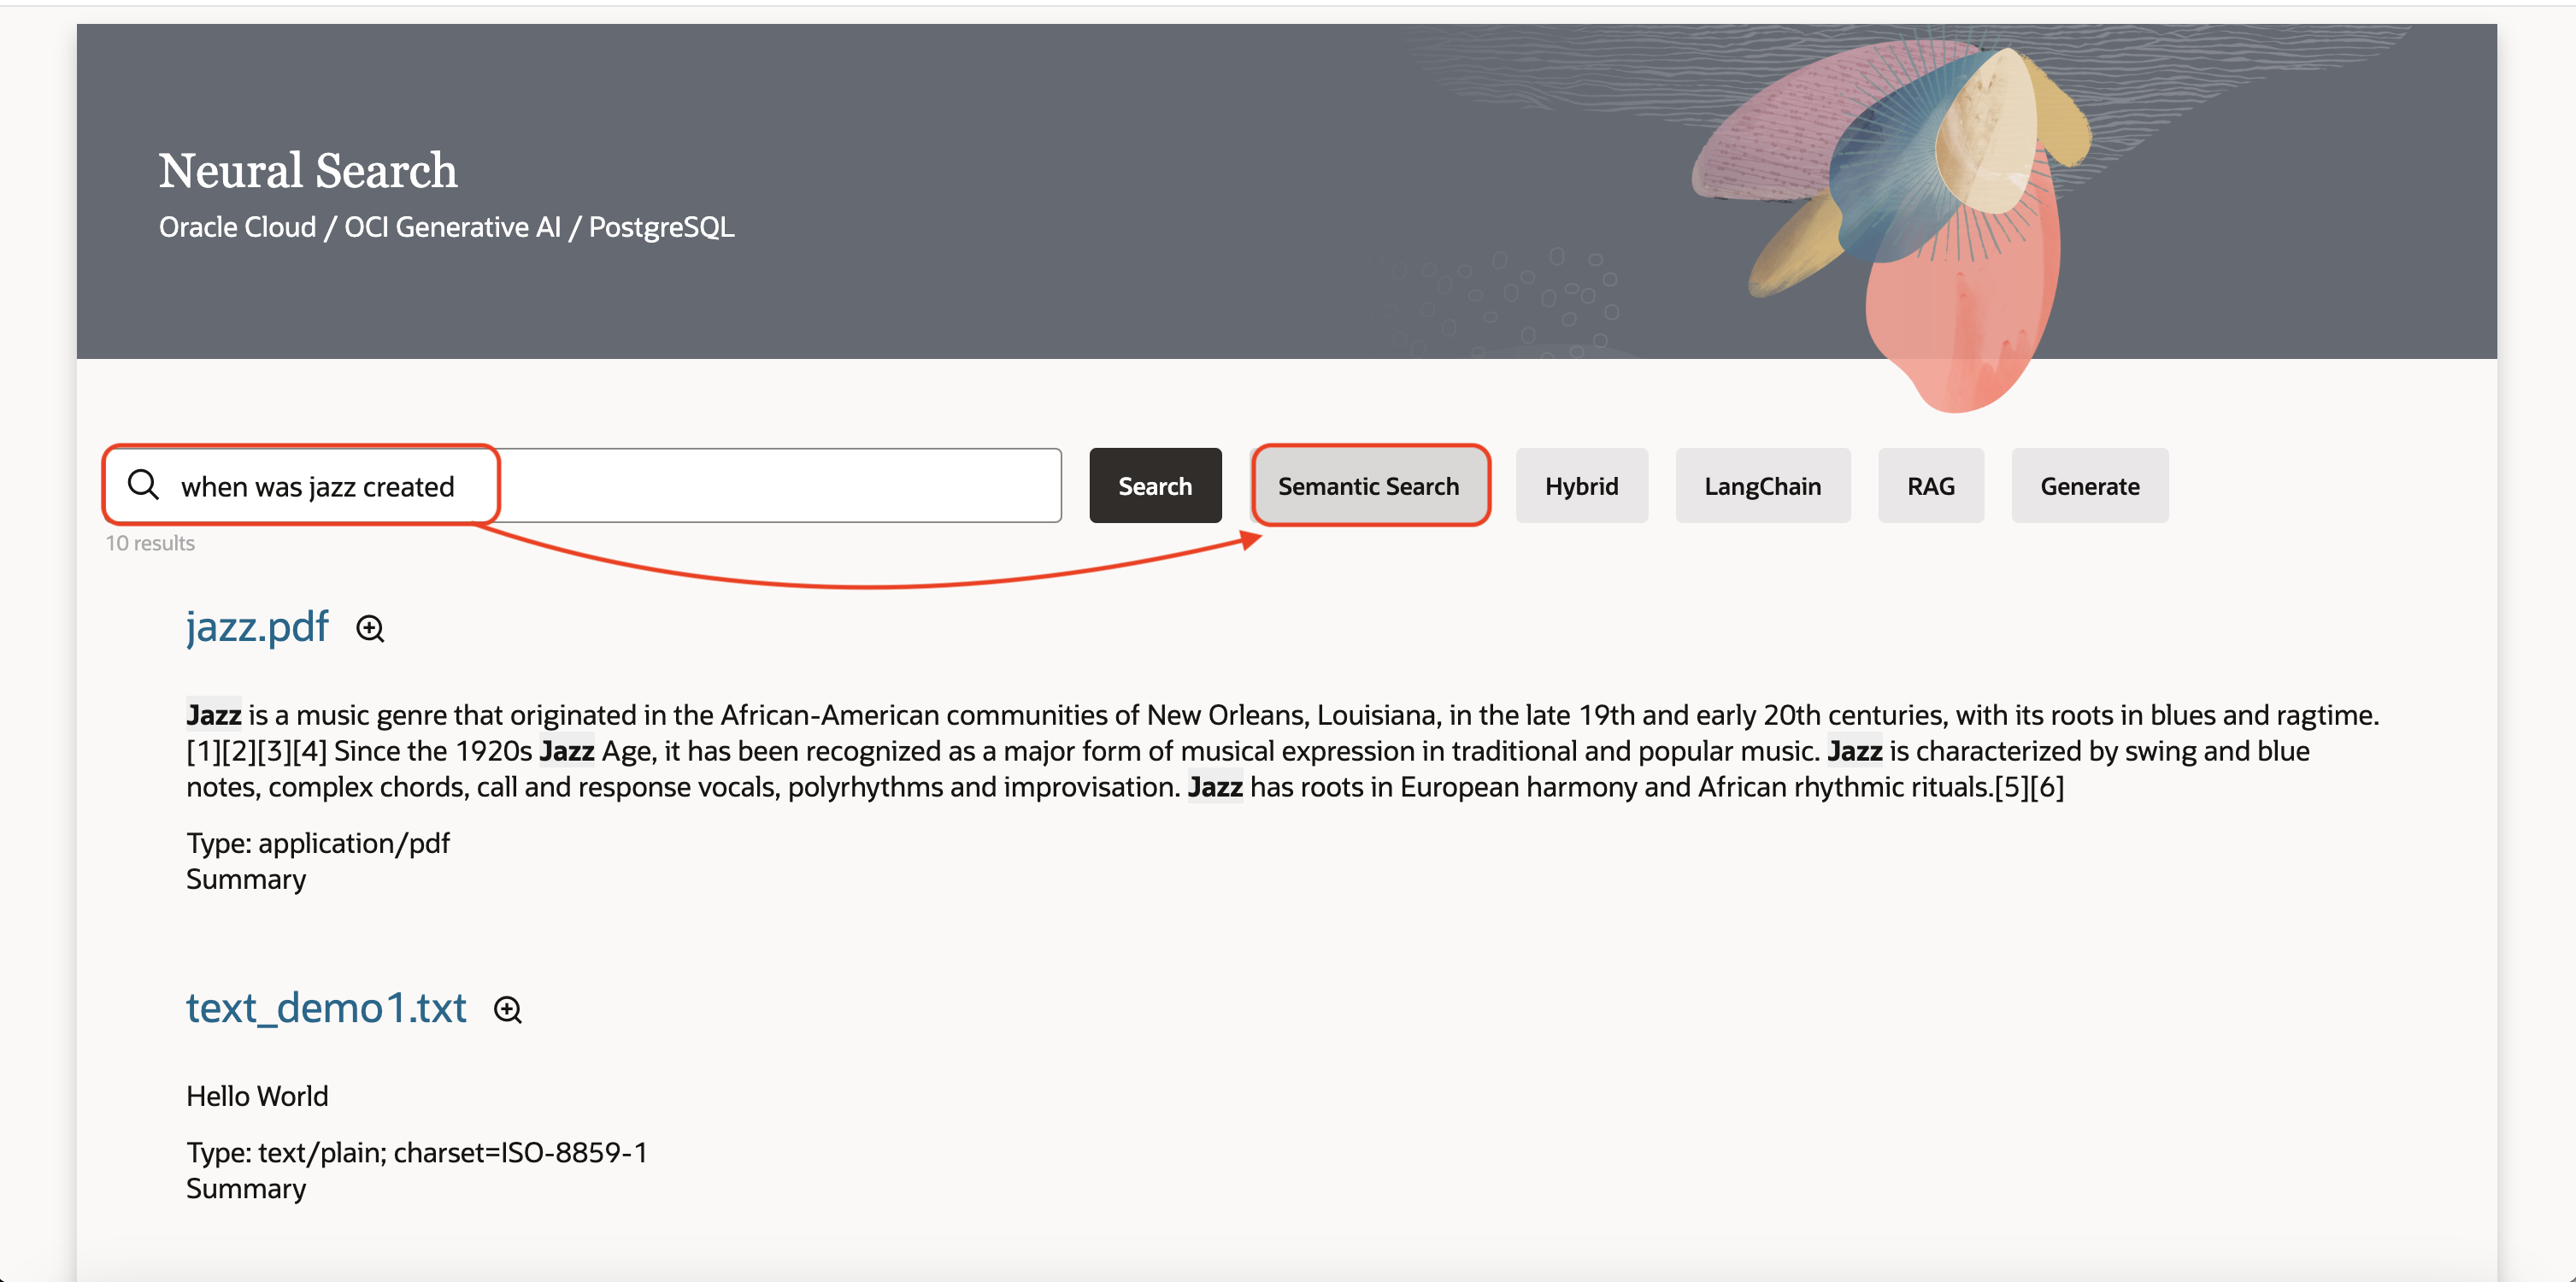 Neural Search
Oracle Cloud / OCI Generative AI / PostgreSQL
when was jazz created
Search
Semantic Search
Hybrid
LangChain
RAG
Generate
10 results
jazz.pdf
Jazz is a music genre that originated in the African-American communities of New Orleans, Louisiana, in the late 19th and early 20th centuries, with its roots in blues and ragtime.
[1][2][3][4] Since the 1920s Jazz Age, it has been recognized as a major form of musical expression in traditional and popular music. Jazz is characterized by swing and blue
notes, complex chords, call and response vocals, polyrhythms and improvisation. Jazz has roots in European harmony and African rhythmic rituals.[5][6]
Type: application/pdf
Summary
text_demo1.txt
Hello World
Type: text/plain; charset=ISO-8859-1
Summary